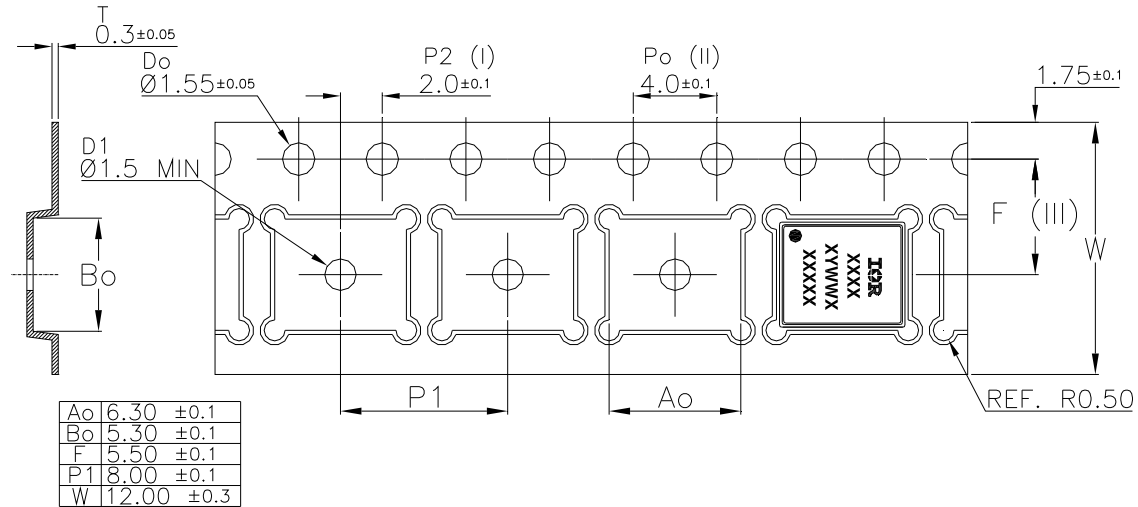 T
0.3±0.05
Do
Ø1.55±0.05
P2 (I)
2.0±0.1
Po (II)
4.0±0.1
1.75±0.1
D1
Ø1.5 MIN
F (III)
W
Bo
IOR
XXXX
XYWWX
XXXXX
P1
Ao
REF. R0.50
Ao 6.30 ±0.1
Bo 5.30 ±0.1
F 5.50 ±0.1
P1 8.00 ±0.1
W 12.00 ±0.3